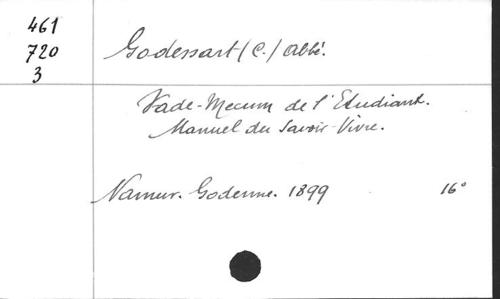 461
720
3
Godessart (C.) Abbé.
Vade-Mecum de l'Etudiant.
Manuel du Savoir-Vivre.
Namur. Godenne. 1899 16°